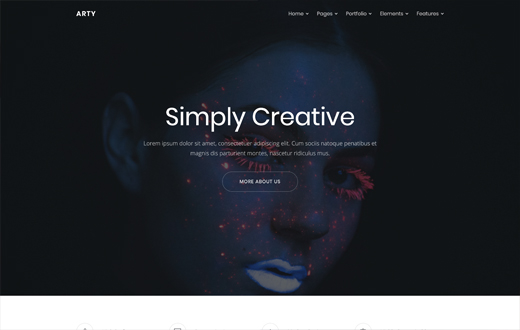 ARTY
Home Pages Portfolio Elements Features
Simply Creative
Lorem ipsum dolor sit amet, consectetuer adipiscing elit. Cum sociis natoque penatibus et
magnis dis parturient montes, nascetur ridiculus mus.
MORE ABOUT US